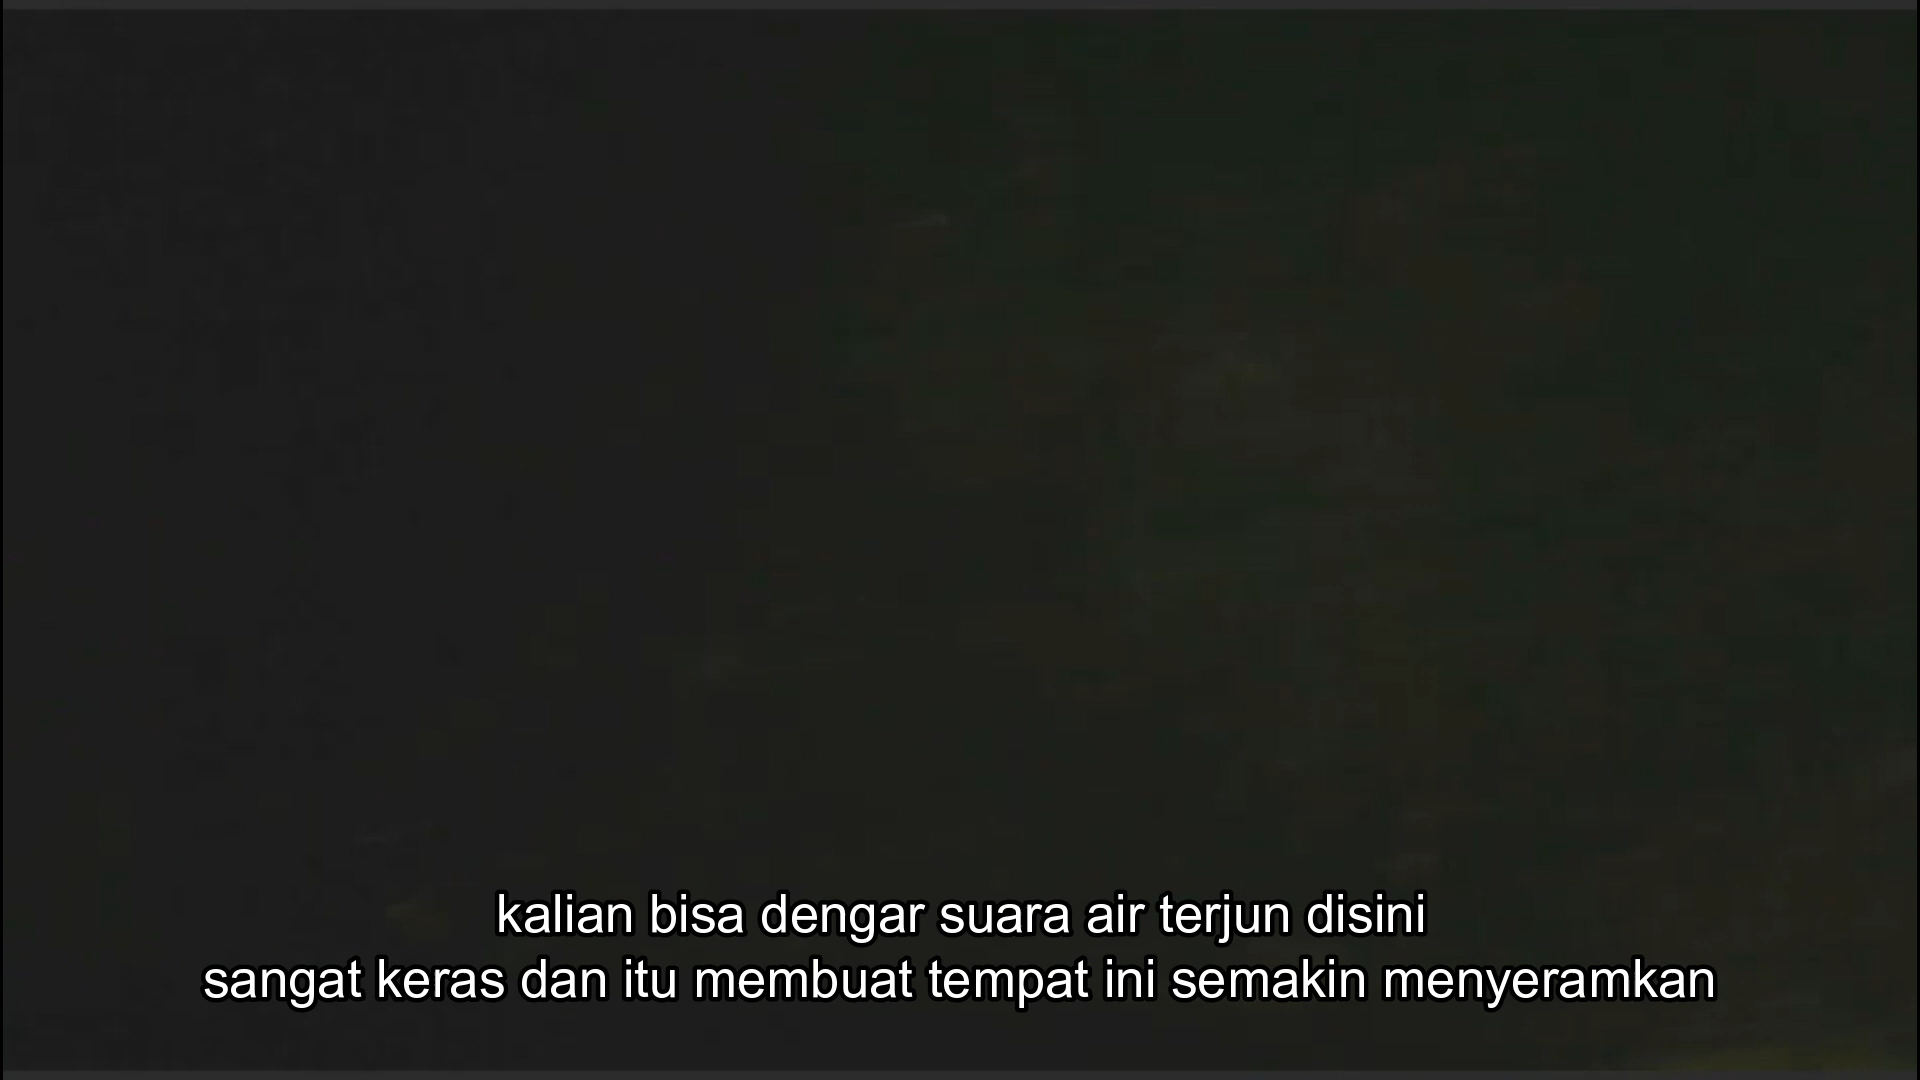 kalian bisa dengar suara air terjun disini
sangat keras dan itu membuat tempat ini semakin menyeramkan